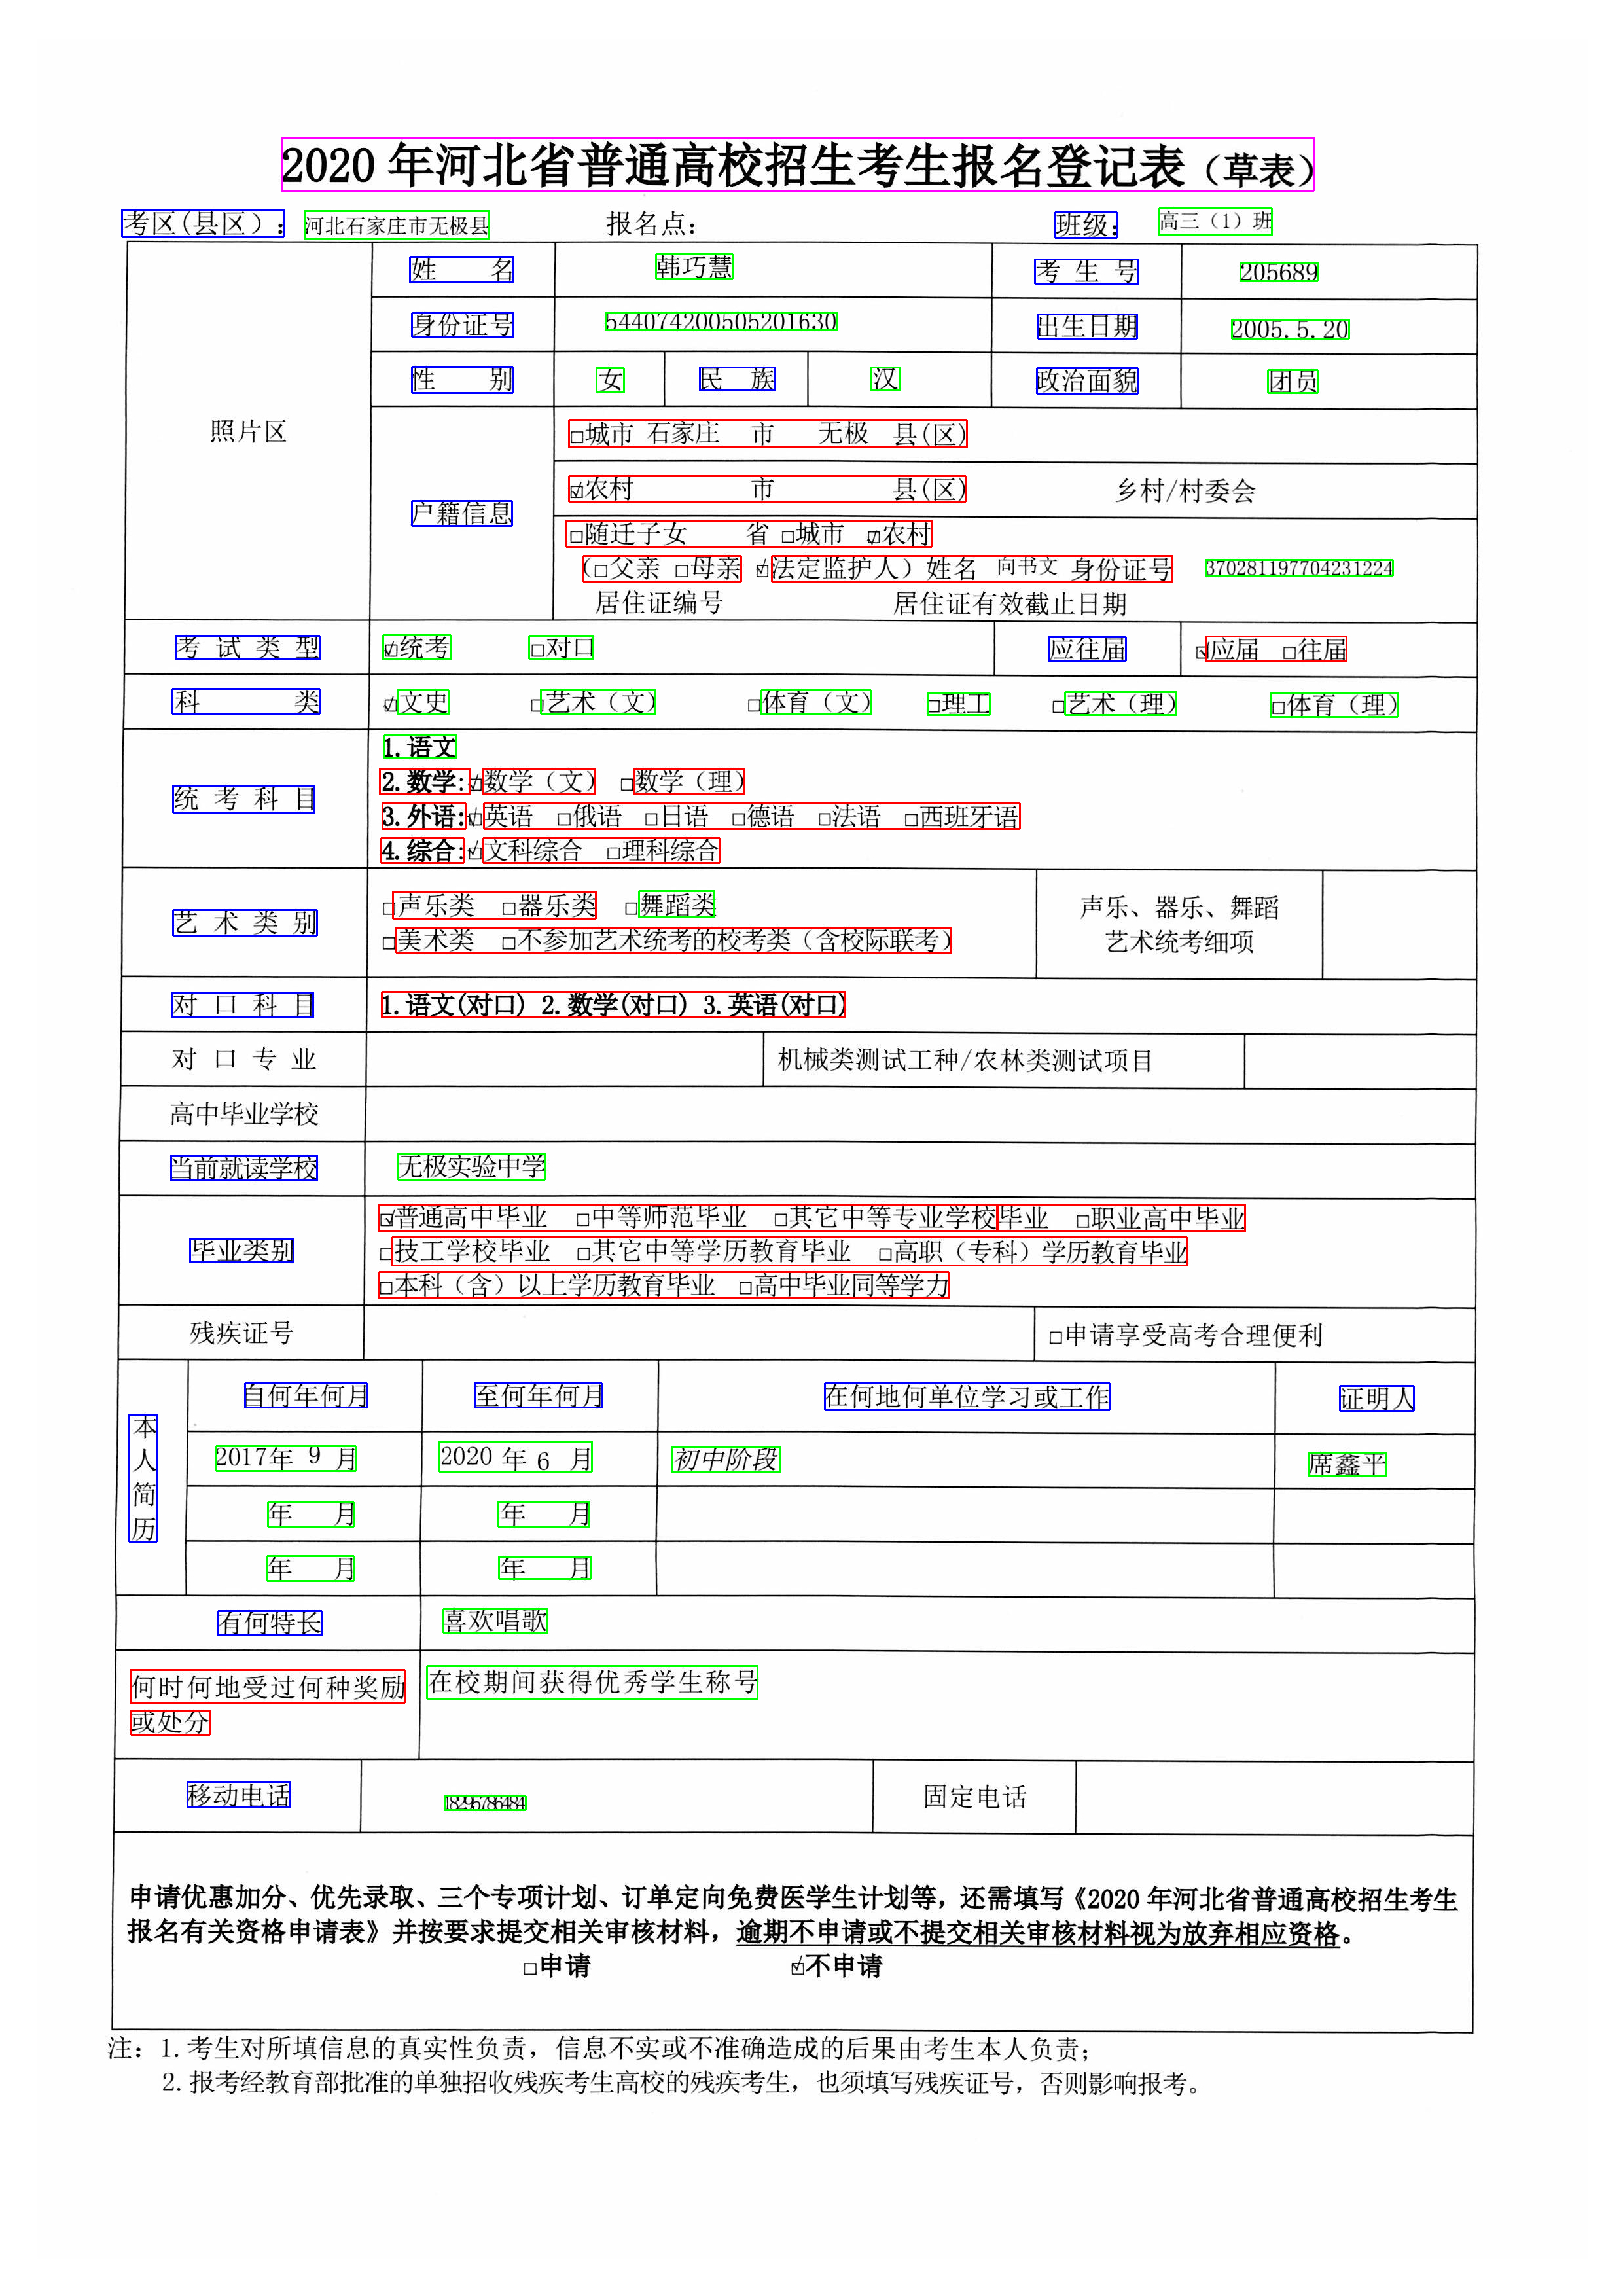 2020 年河北省普通高校招生考生报名登记表（草表）
考区(县区）： 河北石家庄市无极县 报名点： 班级： 高三（1）班
照片区
姓 名 韩巧慧 考 生 号 205689
身份证号 544074200505201630 出生日期 2005.5.20
性 别 女 民 族 汉 政治面貌 团员
户籍信息
□城市 石家庄 市 无极 县(区)
☑农村 市 县(区) 乡村/村委会
□随迁子女 省 □城市 ☑农村
（□父亲 □母亲 ☑法定监护人）姓名 向书文 身份证号 370281197704231224
居住证编号 居住证有效截止日期
考 试 类 型 ☑统考 □对口 应往届 ☑应届 □往届
科 类 ☑文史 □艺术（文） □体育（文） □理工 □艺术（理） □体育（理）
统 考 科 目
1.语文
2.数学:☑数学（文） □数学（理）
3.外语:☑英语 □俄语 □日语 □德语 □法语 □西班牙语
4.综合:☑文科综合 □理科综合
艺 术 类 别
□声乐类 □器乐类 □舞蹈类
□美术类 □不参加艺术统考的校考类（含校际联考）
声乐、器乐、舞蹈
艺术统考细项
对 口 科 目 1.语文(对口) 2.数学(对口) 3.英语(对口)
对 口 专 业 机械类测试工种/农林类测试项目
高中毕业学校
当前就读学校 无极实验中学
毕业类别
☑普通高中毕业 □中等师范毕业 □其它中等专业学校毕业 □职业高中毕业
□技工学校毕业 □其它中等学历教育毕业 □高职（专科）学历教育毕业
□本科（含）以上学历教育毕业 □高中毕业同等学力
残疾证号 □申请享受高考合理便利
本人简历
自何年何月 至何年何月 在何地何单位学习或工作 证明人
2017年 9 月 2020 年 6 月 初中阶段 席鑫平
年 月 年 月
年 月 年 月
有何特长 喜欢唱歌
何时何地受过何种奖励 在校期间获得优秀学生称号
或处分
移动电话 固定电话
申请优惠加分、优先录取、三个专项计划、订单定向免费医学生计划等，还需填写《2020 年河北省普通高校招生考生
报名有关资格申请表》并按要求提交相关审核材料，逾期不申请或不提交相关审核材料视为放弃相应资格。
□申请 ☑不申请
注：1.考生对所填信息的真实性负责，信息不实或不准确造成的后果由考生本人负责；
2.报考经教育部批准的单独招收残疾考生高校的残疾考生，也须填写残疾证号，否则影响报考。